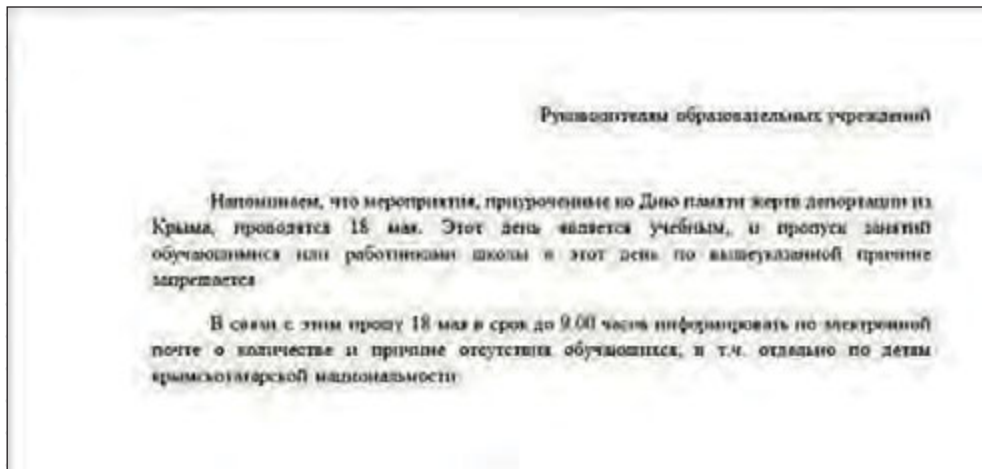 Руководителям образовательных учреждений
Напоминаем, что мероприятия, приуроченные ко Дню памяти жертв депортации из
Крыма, проводятся 18 мая. Этот день является учебным, и пропуск занятий
обучающимися или работниками школы в этот день по вышеуказанной причине
запрещается
В связи с этим прошу 18 мая в срок до 9.00 часов информировать по электронной
почте о количестве и причине отсутствия обучающихся, в т.ч. отдельно по детям
крымскотатарской национальности